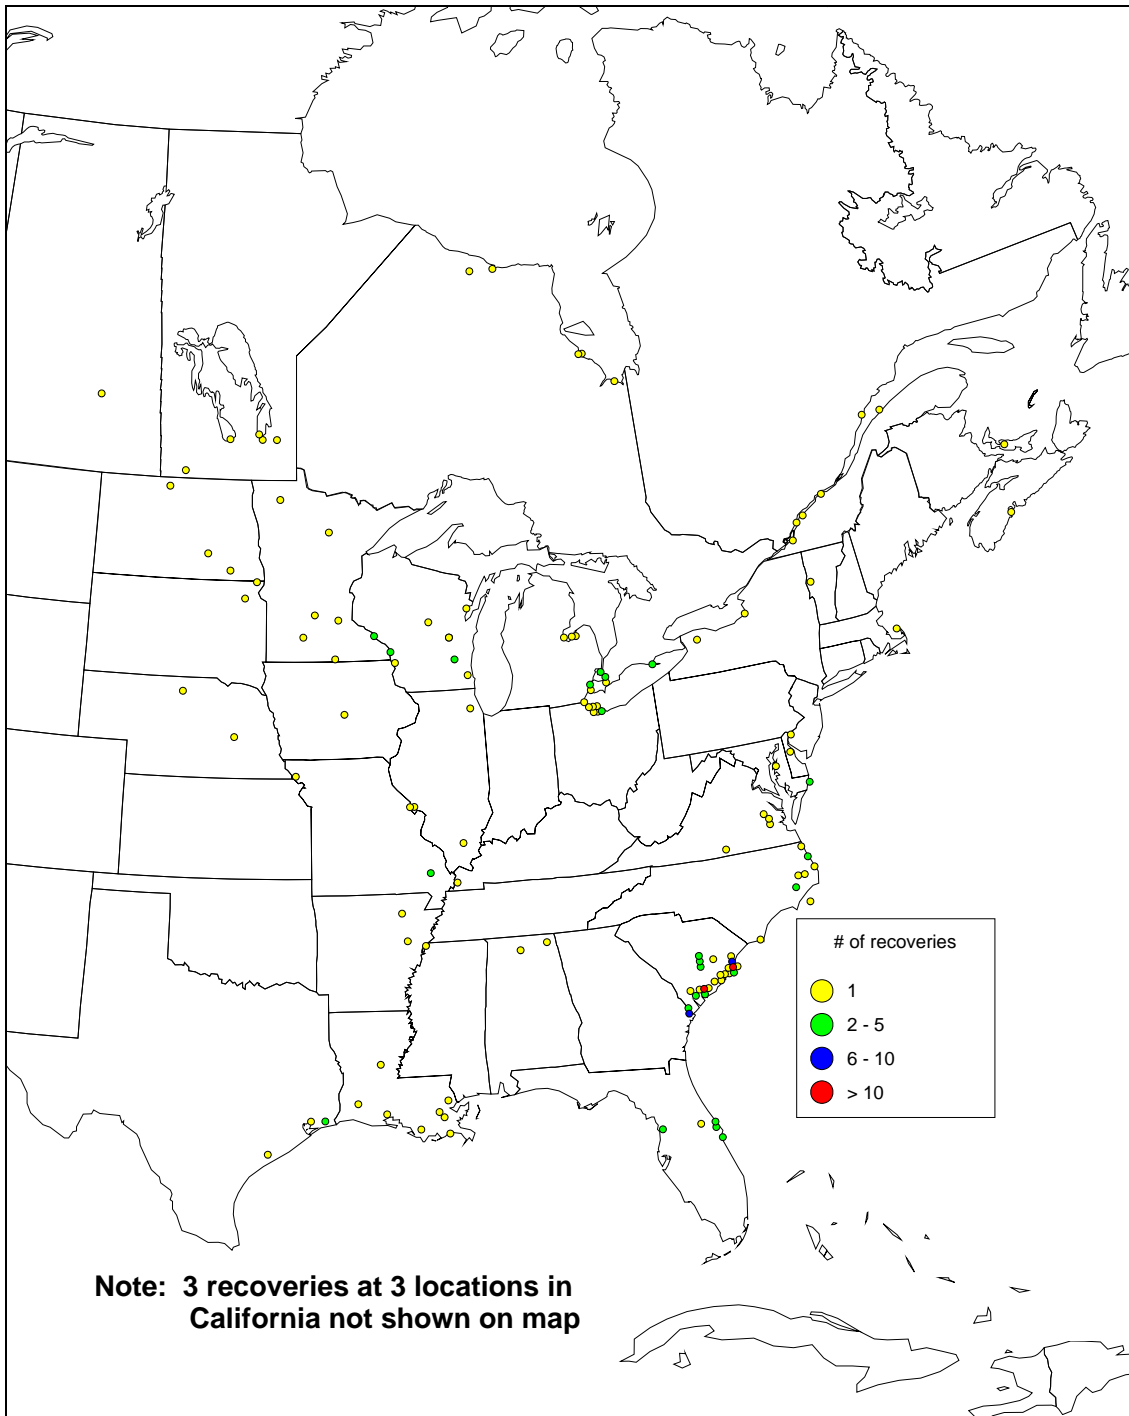 # of recoveries
1
2 - 5
6 - 10
> 10
Note: 3 recoveries at 3 locations in
California not shown on map